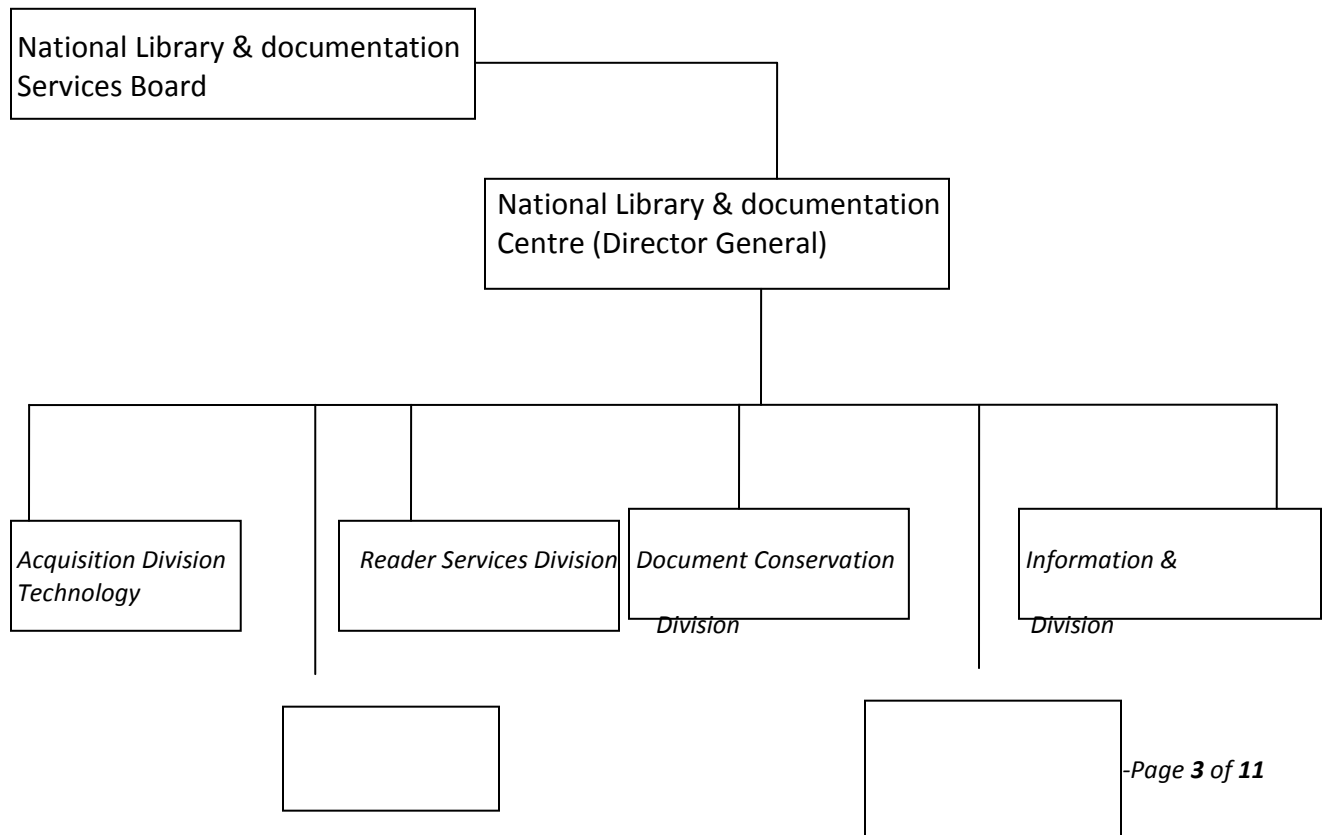 National Library & documentation
Services Board
National Library & documentation
Centre (Director General)
Acquisition Division
Technology
Reader Services Division
Document Conservation
Division
Information &
Division
-Page 3 of 11